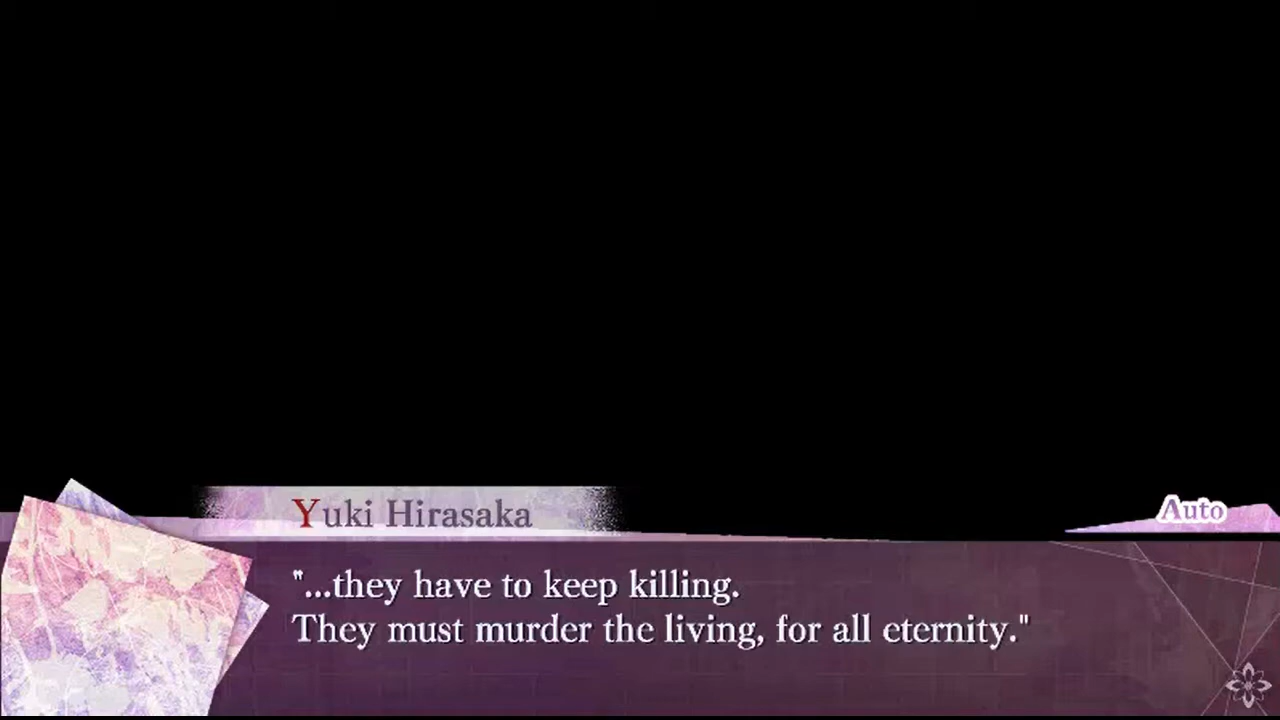 Yuki Hirasaka
Auto
"...they have to keep killing.
They must murder the living, for all eternity."